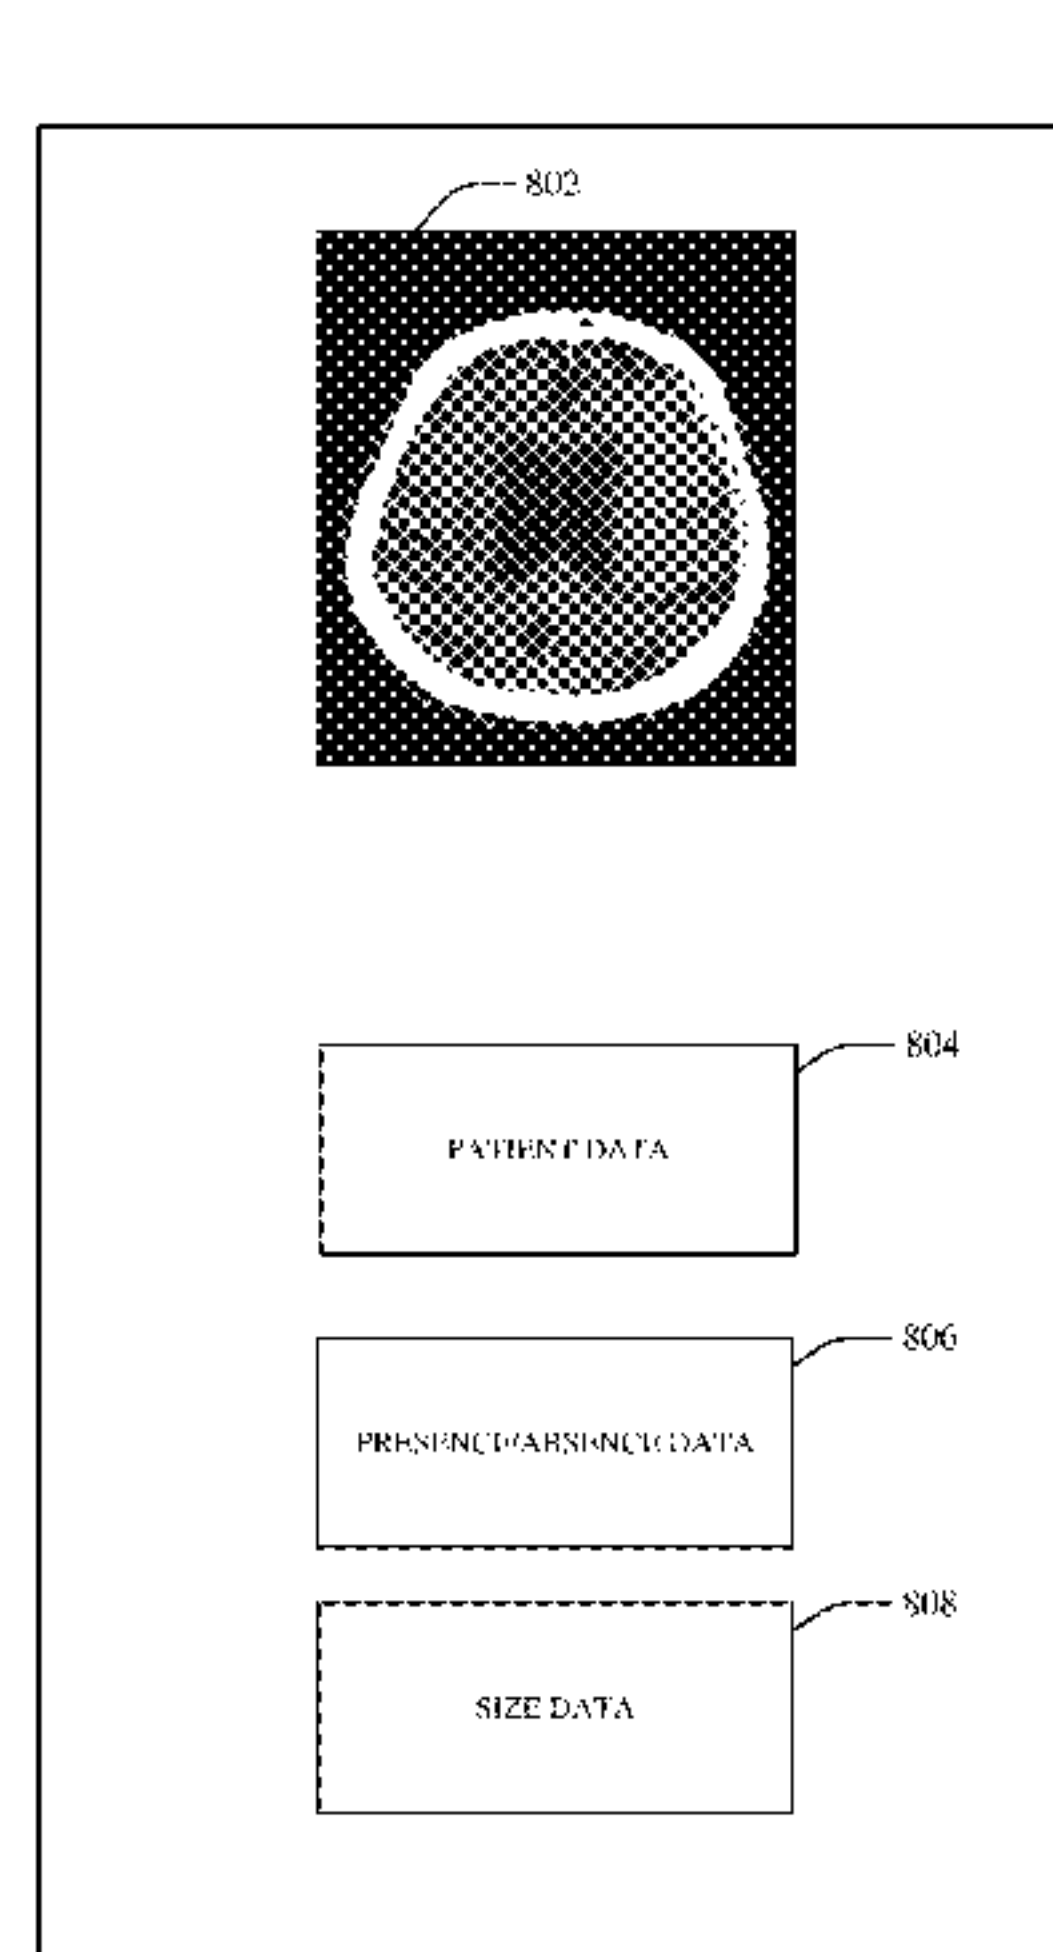 802
804
PATIENT DATA
806
PRESENCE/ABSENCE DATA
808
SIZE DATA